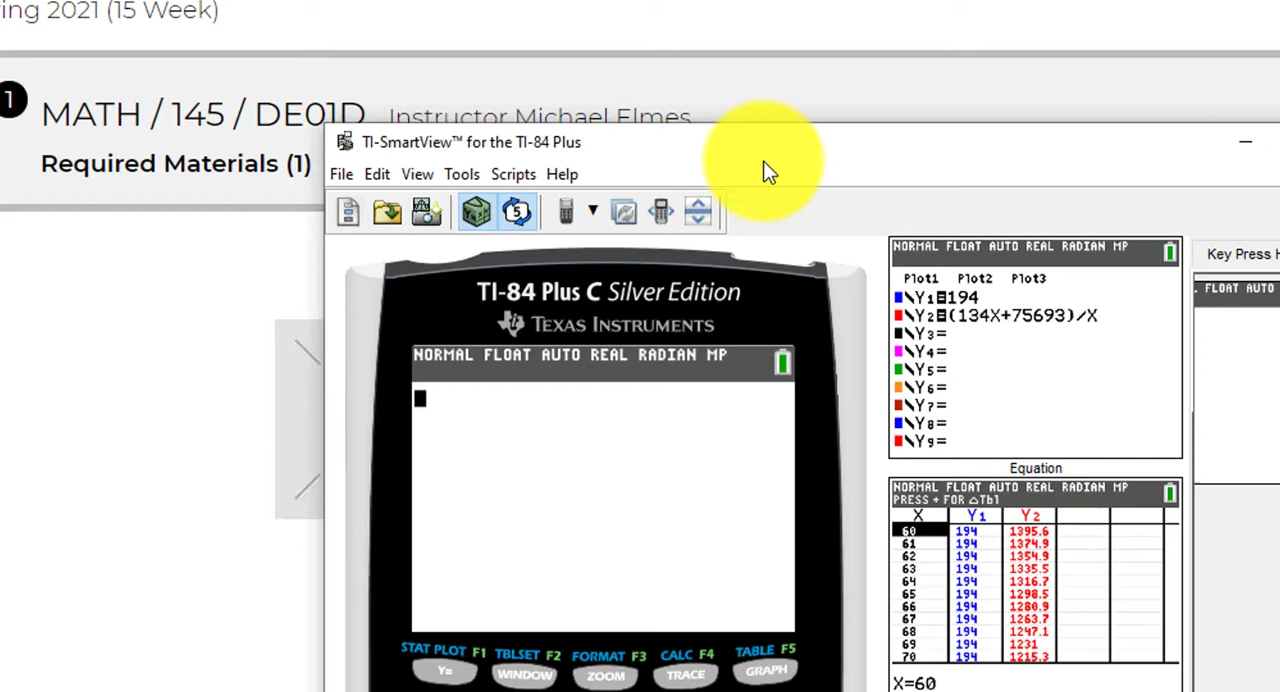 ing 2021 (15 Week)
1
MATH / 145 / DE01D Instructor Michael Elmes
Required Materials (1)
TI-SmartView™ for the TI-84 Plus
File Edit View Tools Scripts Help
5
TI-84 Plus C Silver Edition
TEXAS INSTRUMENTS
NORMAL FLOAT AUTO REAL RADIAN MP
STAT PLOT F1 TBLSET F2 FORMAT F3 CALC F4 TABLE F5
Y= WINDOW ZOOM TRACE GRAPH
NORMAL FLOAT AUTO REAL RADIAN MP
Plot1 Plot2 Plot3
\Y1=194
\Y2=(134X+75693)/X
\Y3=
\Y4=
\Y5=
\Y6=
\Y7=
\Y8=
\Y9=
Equation
NORMAL FLOAT AUTO REAL RADIAN MP
PRESS + FOR △Tbl
X Y1 Y2
60 194 1395.6
61 194 1374.9
62 194 1354.9
63 194 1335.5
64 194 1316.7
65 194 1298.5
66 194 1280.9
67 194 1263.7
68 194 1247.1
69 194 1231
70 194 1215.3
X=60
Key Press H
FLOAT AUTO